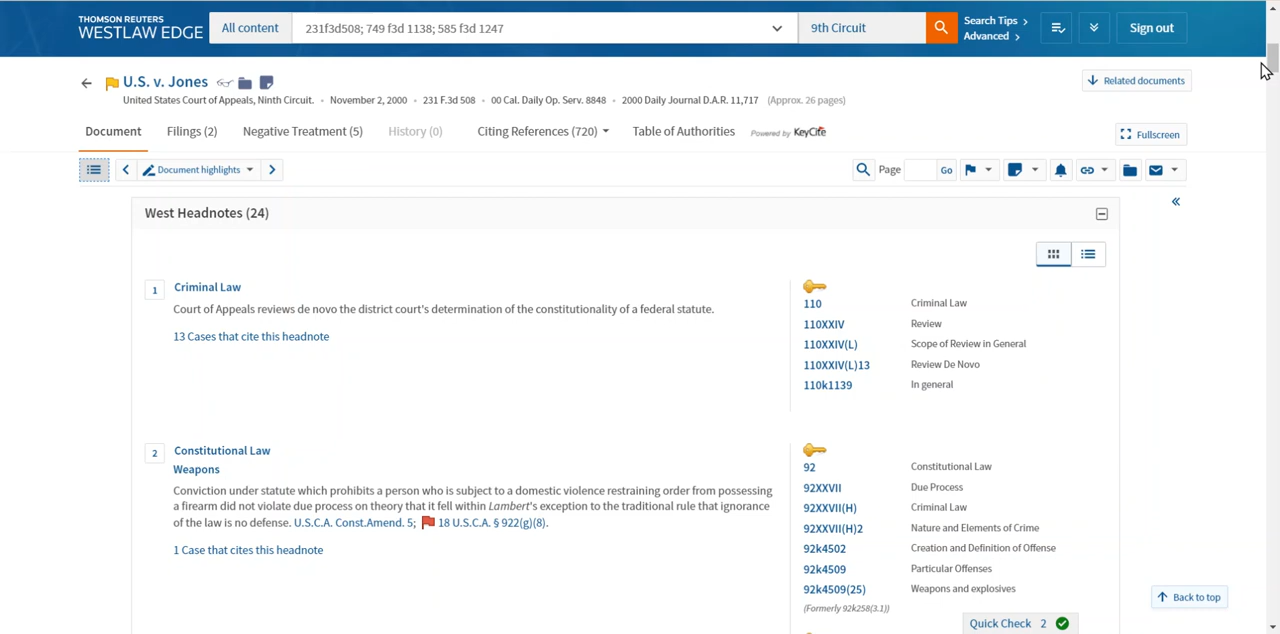 THOMSON REUTERS
WESTLAW EDGE
All content
231f3d508; 749 f3d 1138; 585 f3d 1247
9th Circuit
Search Tips
Advanced
Sign out
U.S. v. Jones
Related documents
United States Court of Appeals, Ninth Circuit. • November 2, 2000 • 231 F.3d 508 • 00 Cal. Daily Op. Serv. 8848 • 2000 Daily Journal D.A.R. 11,717 (Approx. 26 pages)
Document Filings (2) Negative Treatment (5) History (0) Citing References (720) Table of Authorities Powered by KeyCite
Fullscreen
Document highlights
Page
Go
West Headnotes (24)
1
Criminal Law
Court of Appeals reviews de novo the district court's determination of the constitutionality of a federal statute.
13 Cases that cite this headnote
110 Criminal Law
110XXIV Review
110XXIV(L) Scope of Review in General
110XXIV(L)13 Review De Novo
110k1139 In general
2
Constitutional Law
Weapons
Conviction under statute which prohibits a person who is subject to a domestic violence restraining order from possessing
a firearm did not violate due process on theory that it fell within Lambert's exception to the traditional rule that ignorance
of the law is no defense. U.S.C.A. Const.Amend. 5; 18 U.S.C.A. § 922(g)(8).
1 Case that cites this headnote
92 Constitutional Law
92XXVII Due Process
92XXVII(H) Criminal Law
92XXVII(H)2 Nature and Elements of Crime
92k4502 Creation and Definition of Offense
92k4509 Particular Offenses
92k4509(25) Weapons and explosives
(Formerly 92k258(3.1))
Back to top
Quick Check 2